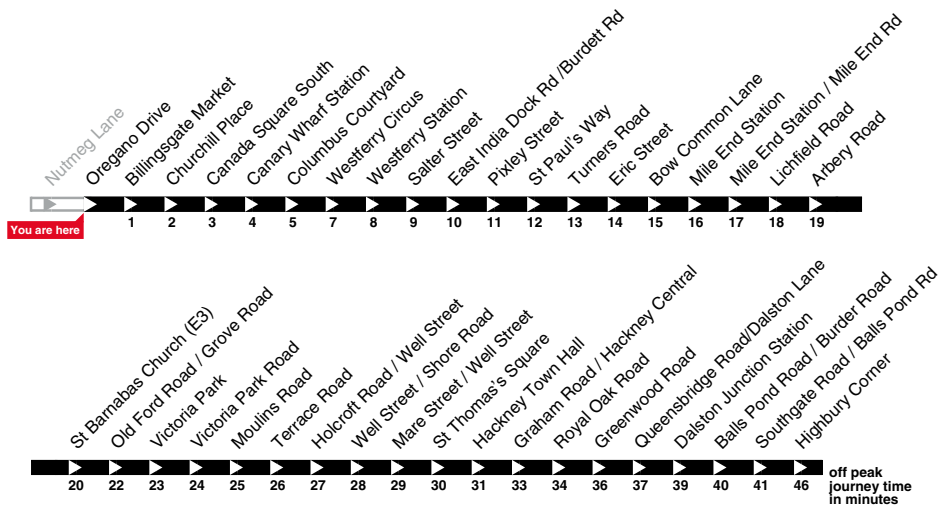 Nutmeg Lane
Oregano Drive
Billingsgate Market
Churchill Place
Canada Square South
Canary Wharf Station
Columbus Courtyard
Westferry Circus
Westferry Station
Salter Street
East India Dock Rd /Burdett Rd
Pixley Street
St Paul's Way
Turners Road
Eric Street
Bow Common Lane
Mile End Station
Mile End Station / Mile End Rd
Lichfield Road
Arbery Road
You are here
1 2 3 4 5 7 8 9 10 11 12 13 14 15 16 17 18 19
St Barnabas Church (E3)
Old Ford Road / Grove Road
Victoria Park
Victoria Park Road
Moulins Road
Terrace Road
Holcroft Road / Well Street
Well Street / Shore Road
Mare Street / Well Street
St Thomas's Square
Hackney Town Hall
Graham Road / Hackney Central
Royal Oak Road
Greenwood Road
Queensbridge Road/Dalston Lane
Dalston Junction Station
Balls Pond Road / Burder Road
Southgate Road / Balls Pond Rd
Highbury Corner
20 22 23 24 25 26 27 28 29 30 31 33 34 36 37 39 40 41 46
off peak
journey time
in minutes